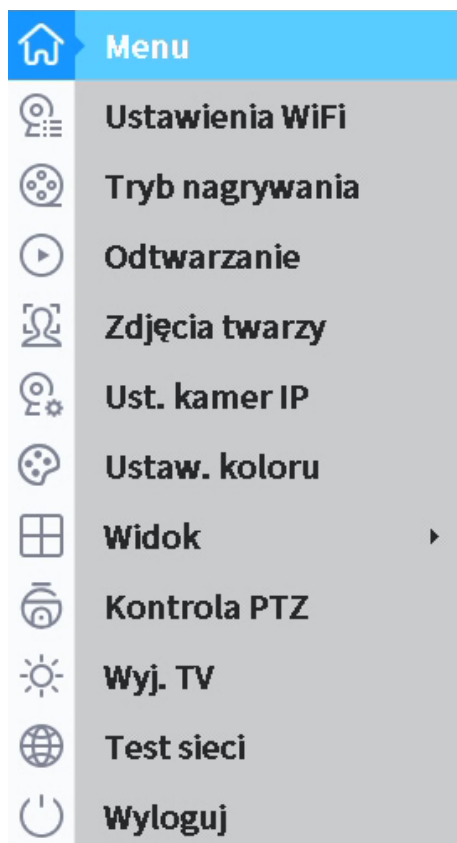 Menu
Ustawienia WiFi
Tryb nagrywania
Odtwarzanie
Zdjęcia twarzy
Ust. kamer IP
Ustaw. koloru
Widok
Kontrola PTZ
Wyj. TV
Test sieci
Wyloguj